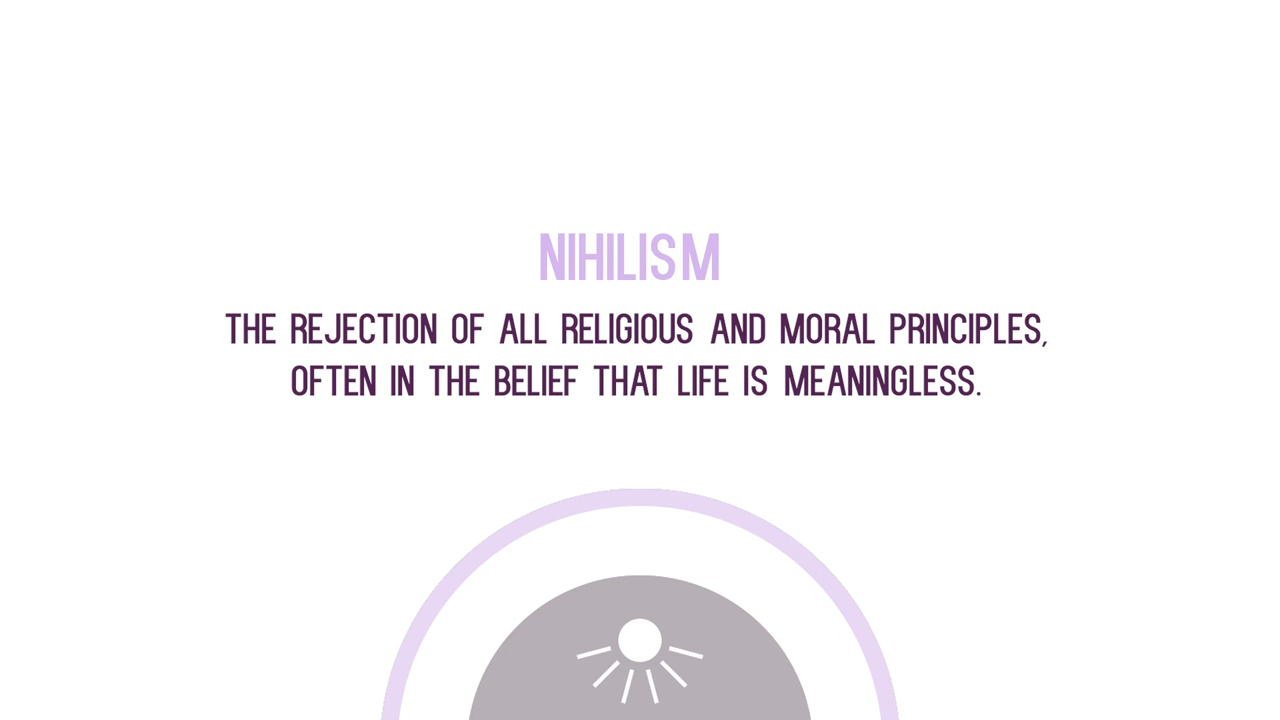 NIHILISM
THE REJECTION OF ALL RELIGIOUS AND MORAL PRINCIPLES,
OFTEN IN THE BELIEF THAT LIFE IS MEANINGLESS.